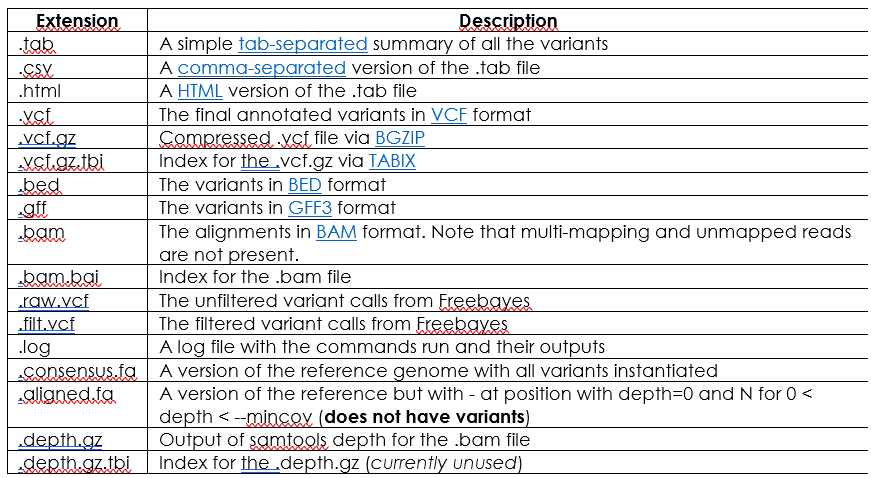 Extension Description
.tab A simple tab-separated summary of all the variants
.csv A comma-separated version of the .tab file
.html A HTML version of the .tab file
.vcf The final annotated variants in VCF format
.vcf.gz Compressed .vcf file via BGZIP
.vcf.gz.tbi Index for the .vcf.gz via TABIX
.bed The variants in BED format
.gff The variants in GFF3 format
.bam The alignments in BAM format. Note that multi-mapping and unmapped reads
are not present.
.bam.bai Index for the .bam file
.raw.vcf The unfiltered variant calls from Freebayes
.filt.vcf The filtered variant calls from Freebayes
.log A log file with the commands run and their outputs
.consensus.fa A version of the reference genome with all variants instantiated
.aligned.fa A version of the reference but with - at position with depth=0 and N for 0 <
depth < --mincov (does not have variants)
.depth.gz Output of samtools depth for the .bam file
.depth.gz.tbi Index for the .depth.gz (currently unused)